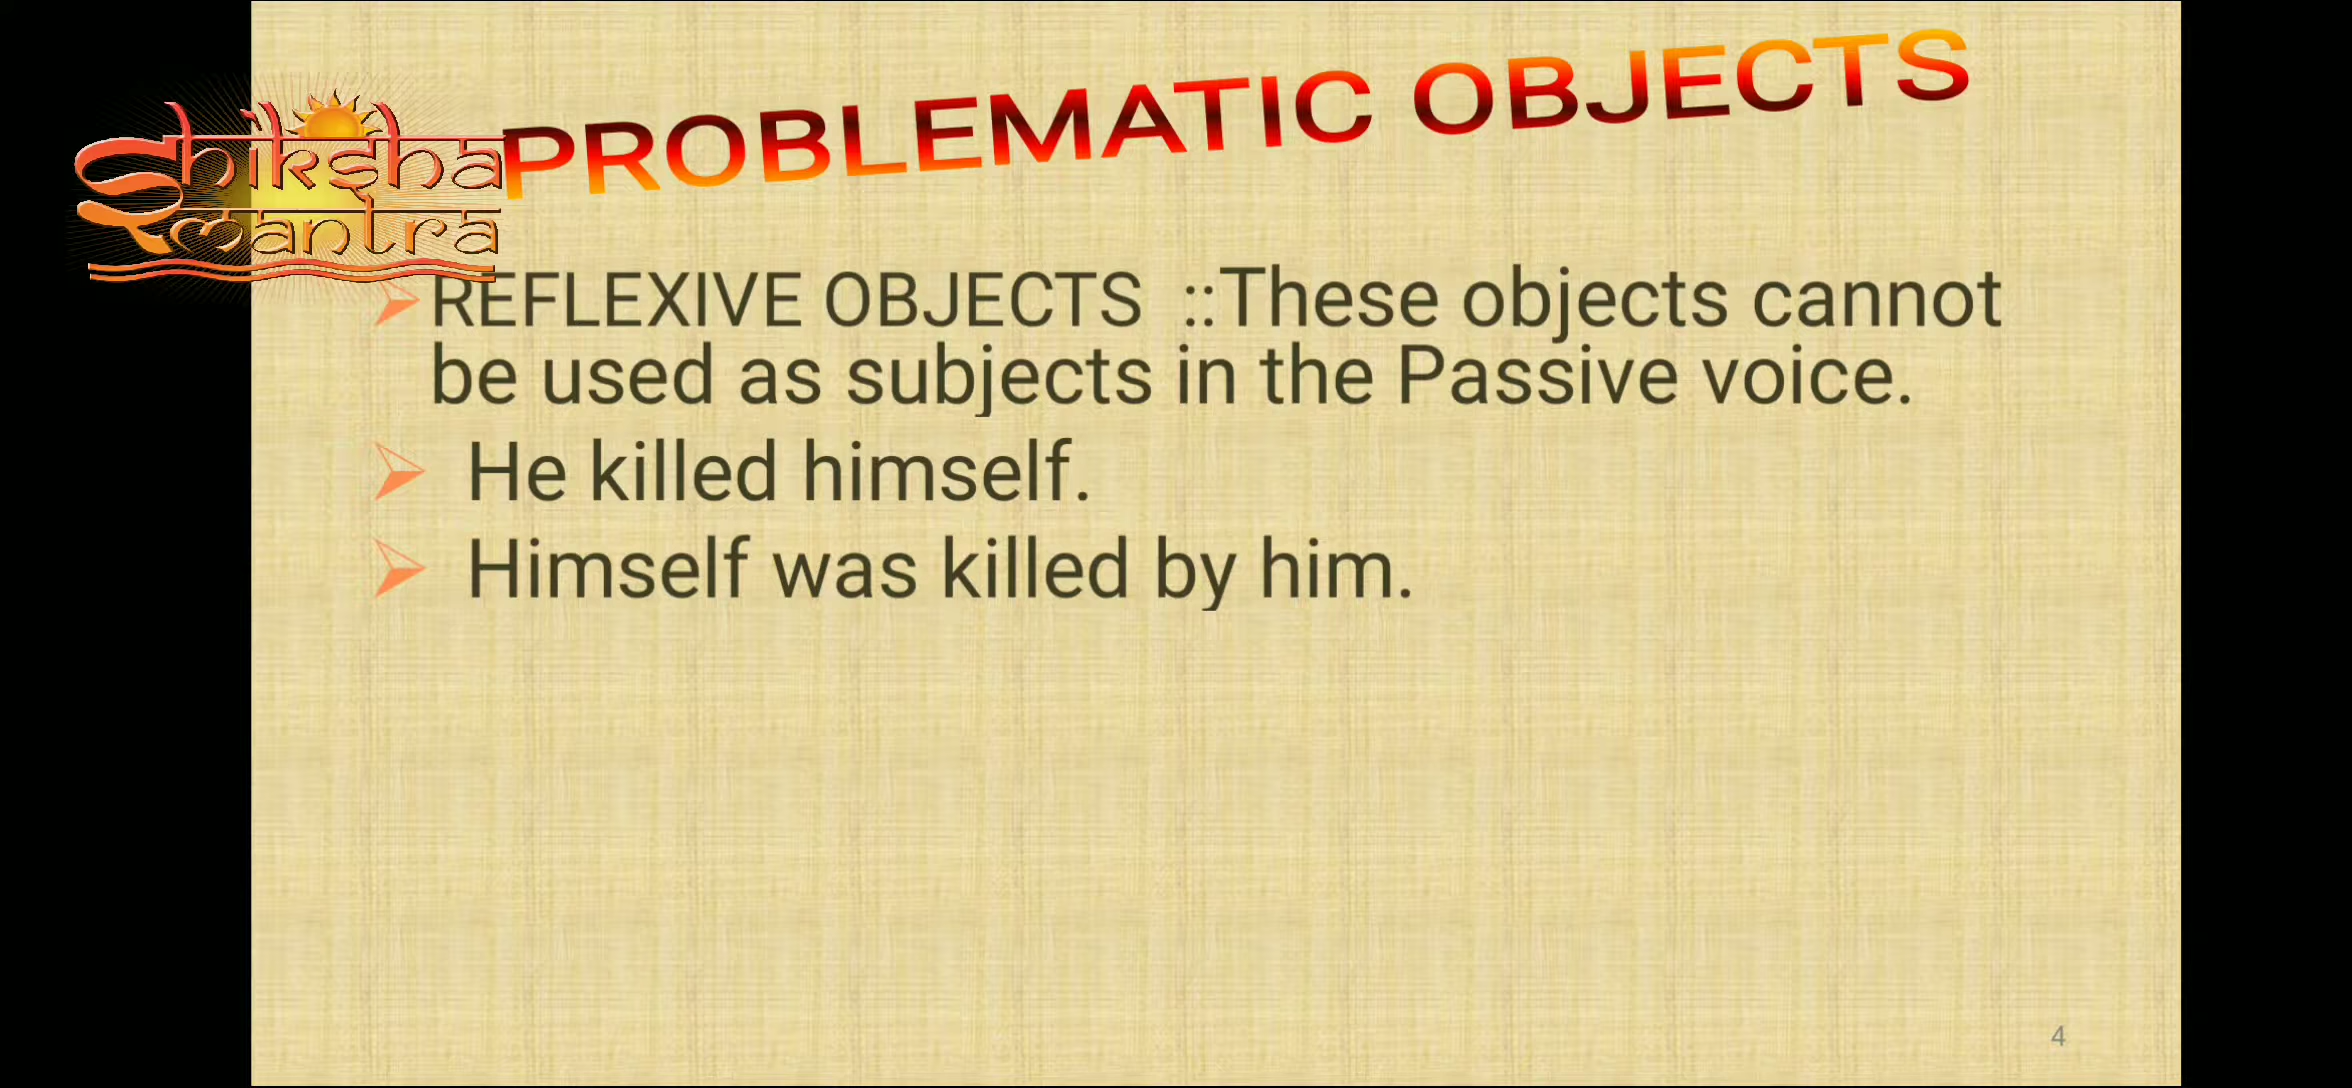 Shiksha
mantra
PROBLEMATIC OBJECTS
REFLEXIVE OBJECTS ::These objects cannot
be used as subjects in the Passive voice.
He killed himself.
Himself was killed by him.
4